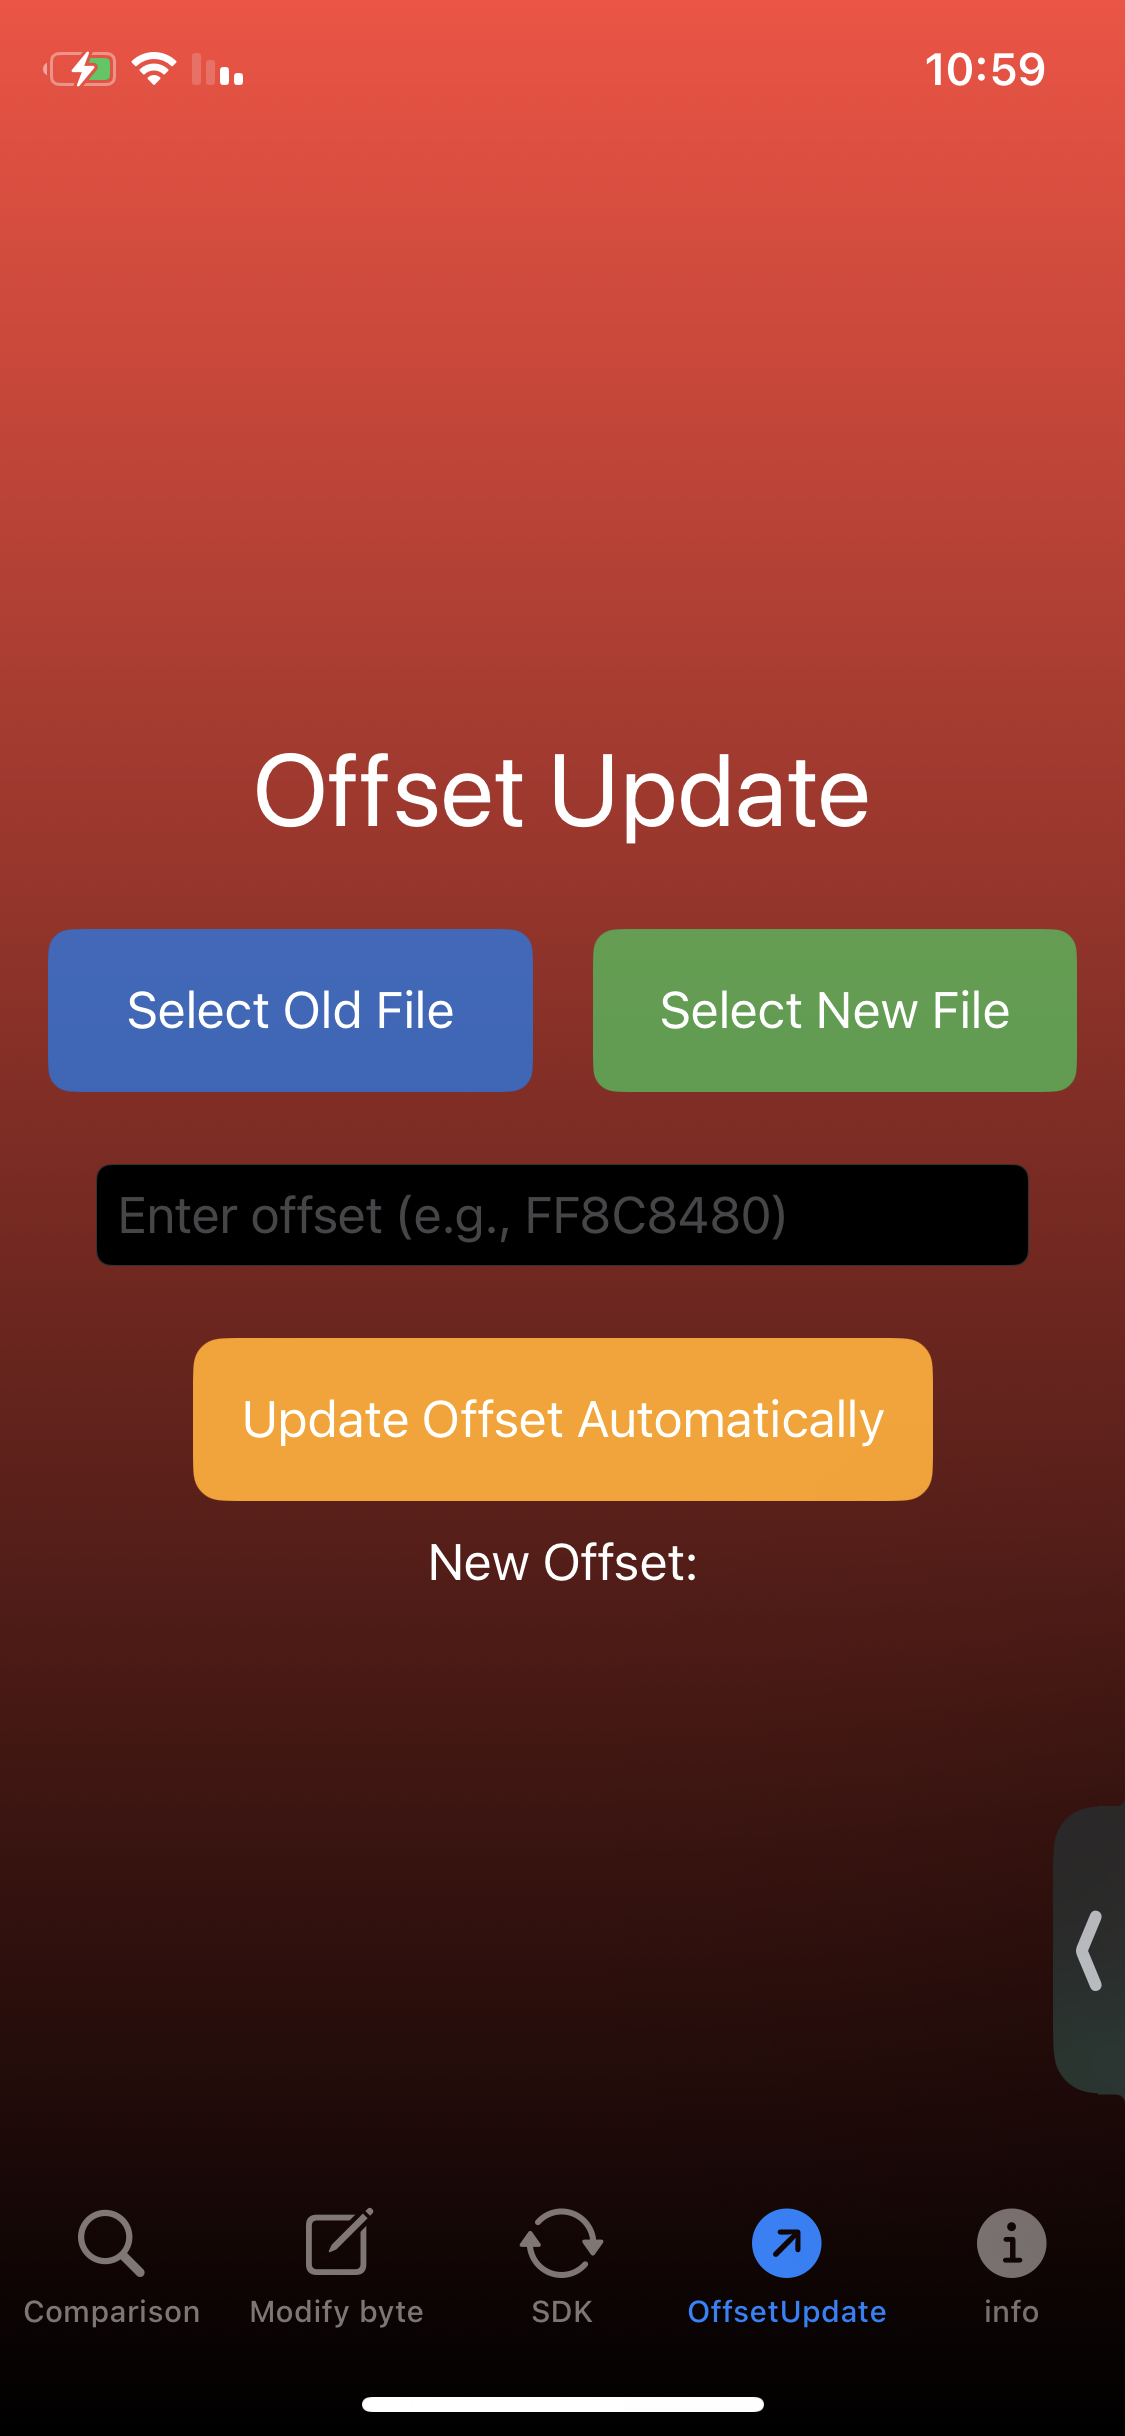 10:59
Offset Update
Select Old File
Select New File
Enter offset (e.g., FF8C8480)
Update Offset Automatically
New Offset:
Comparison
Modify byte
SDK
OffsetUpdate
info